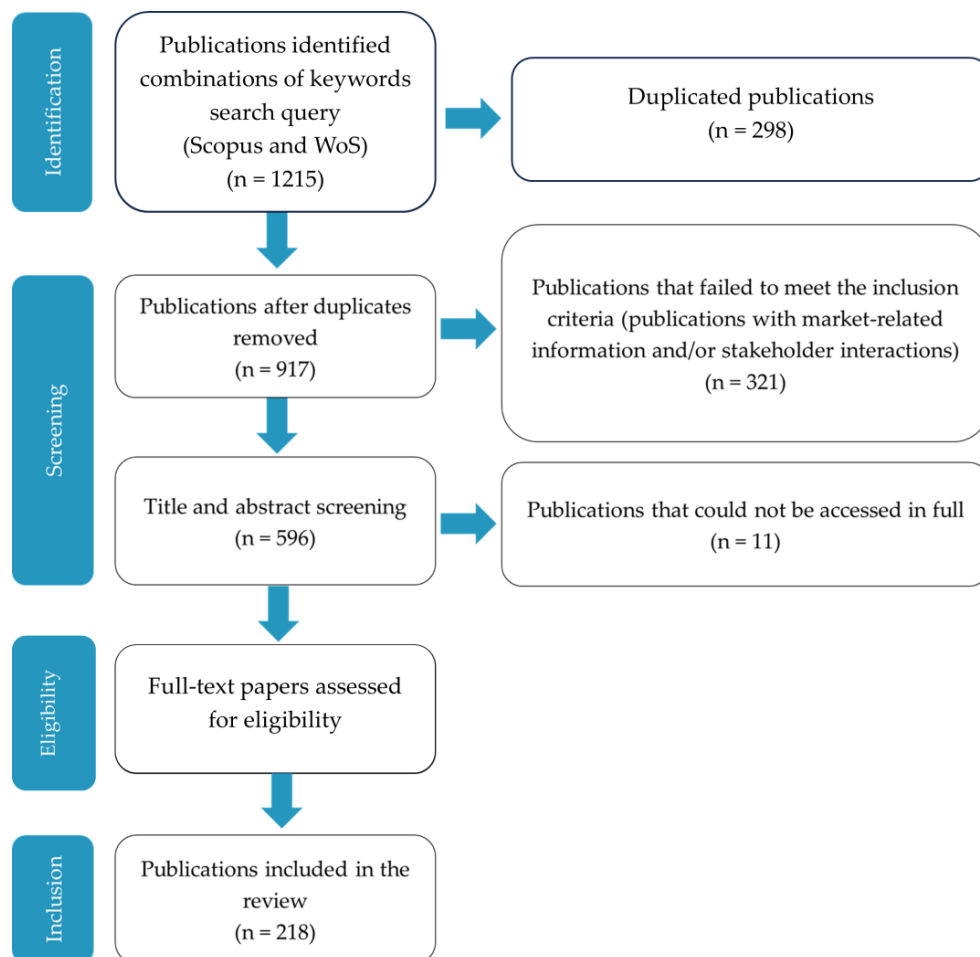 Identification
Publications identified
combinations of keywords
search query
(Scopus and WoS)
(n = 1215)
Duplicated publications
(n = 298)
Screening
Publications after duplicates
removed
(n = 917)
Publications that failed to meet the inclusion
criteria (publications with market-related
information and/or stakeholder interactions)
(n = 321)
Title and abstract screening
(n = 596)
Publications that could not be accessed in full
(n = 11)
Eligibility
Full-text papers assessed
for eligibility
Inclusion
Publications included in the
review
(n = 218)